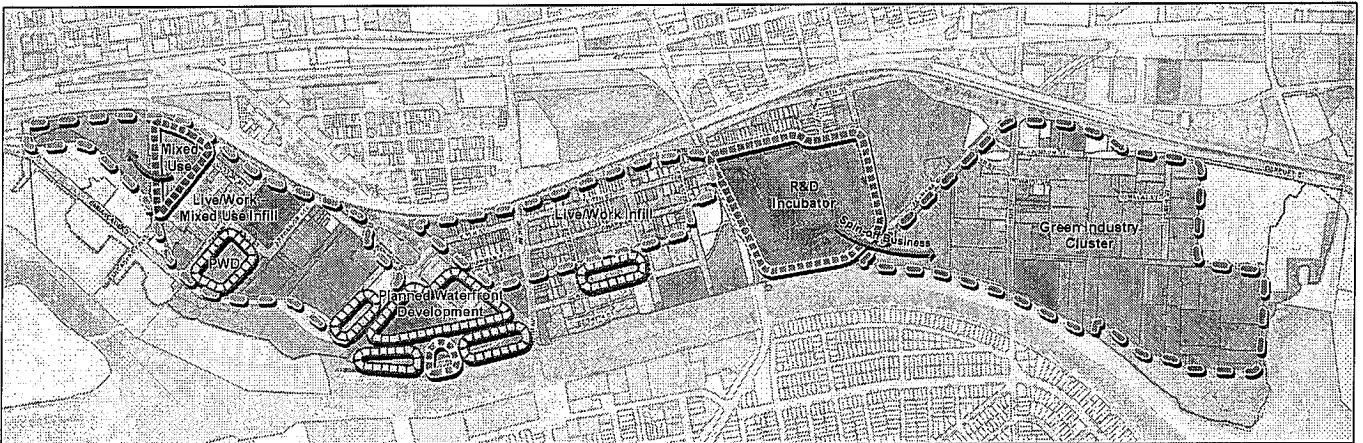 Mixed
Use
Live/Work
Mixed Use Infill
PWD
Planned Waterfront
Development
Live/Work Infill
R&D
Incubator
Spin-off Business
Green Industry
Cluster